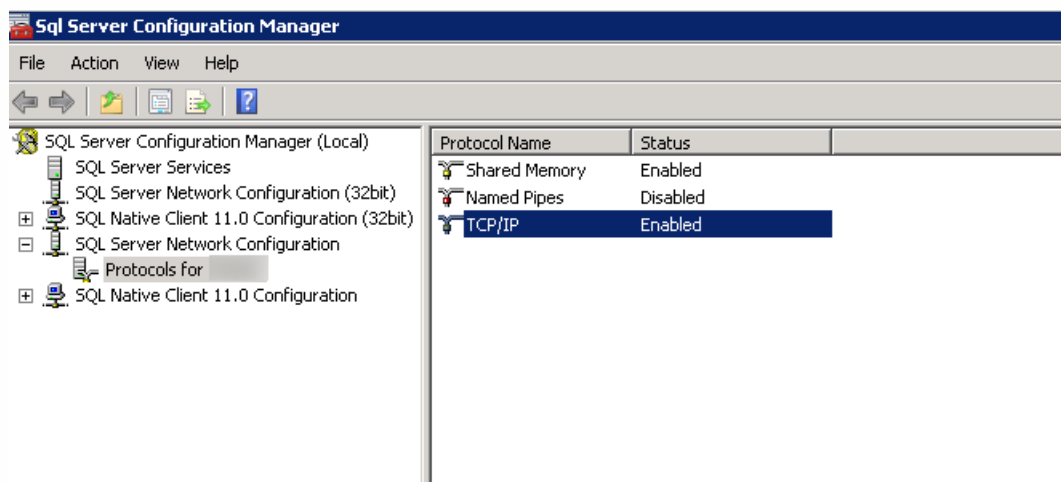 Sql Server Configuration Manager
File Action View Help
SQL Server Configuration Manager (Local)
SQL Server Services
SQL Server Network Configuration (32bit)
SQL Native Client 11.0 Configuration (32bit)
SQL Server Network Configuration
Protocols for
SQL Native Client 11.0 Configuration
Protocol Name Status
Shared Memory Enabled
Named Pipes Disabled
TCP/IP Enabled